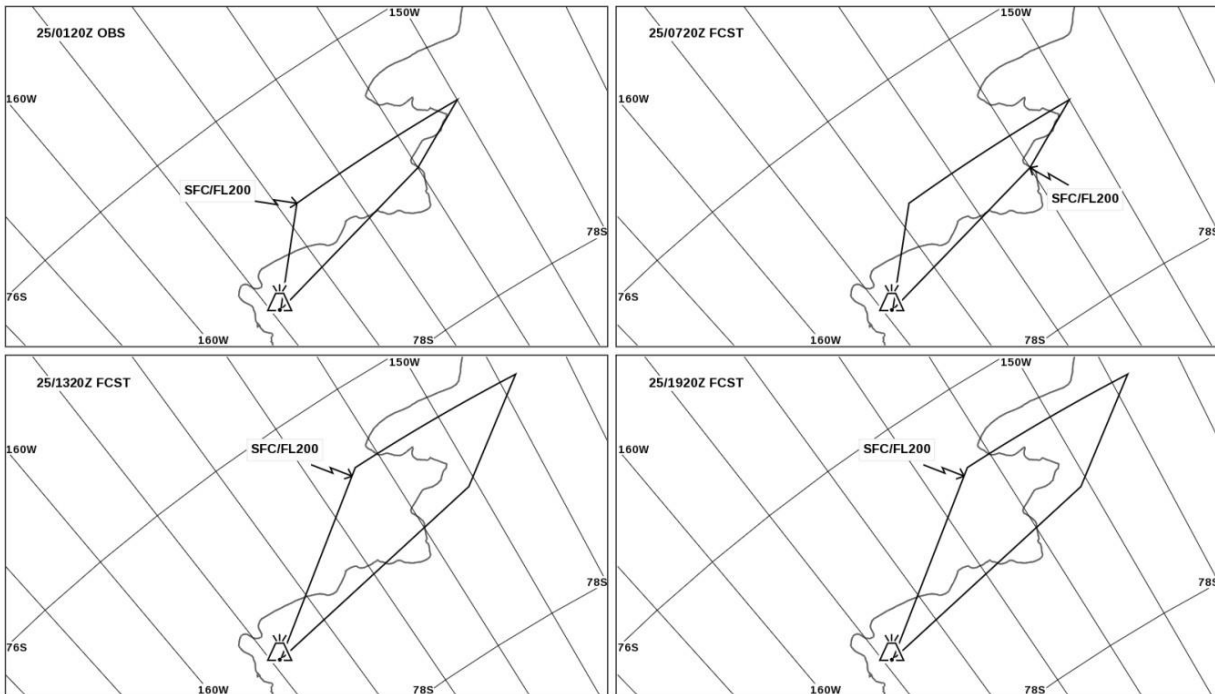 25/0120Z OBS
150W
160W
SFC/FL200
78S
76S
160W
78S
25/0720Z FCST
150W
160W
SFC/FL200
78S
76S
160W
78S
25/1320Z FCST
150W
160W
SFC/FL200
78S
76S
160W
78S
25/1920Z FCST
150W
160W
SFC/FL200
78S
76S
160W
78S